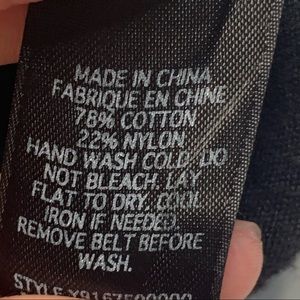 MADE IN CHINA
FABRIQUE EN CHINE
78% COTTON
22% NYLON
HAND WASH COLD. DO
NOT BLEACH. LAY
FLAT TO DRY. COOL
IRON IF NEEDED.
REMOVE BELT BEFORE
WASH.
STYLE